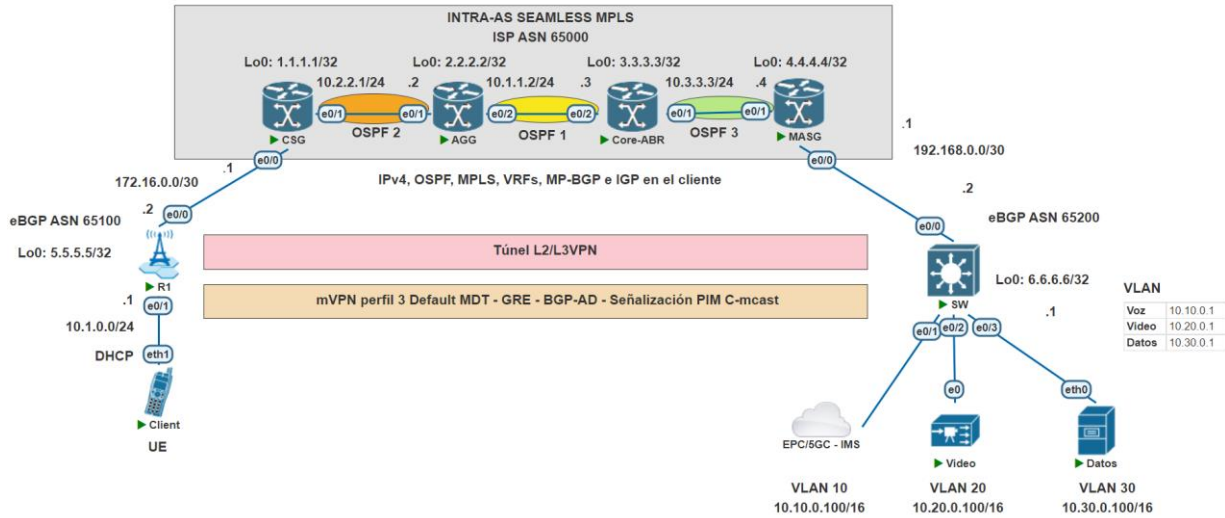 INTRA-AS SEAMLESS MPLS
ISP ASN 65000
Lo0: 1.1.1.1/32
Lo0: 2.2.2.2/32
Lo0: 3.3.3.3/32
Lo0: 4.4.4.4/32
10.2.2.1/24
.2
10.1.1.2/24
.3
10.3.3.3/24
.4
e0/1
e0/1
e0/2
e0/2
e0/1
e0/1
CSG
OSPF 2
AGG
OSPF 1
Core-ABR
OSPF 3
MASG
e0/0
.1
e0/0
.1
192.168.0.0/30
172.16.0.0/30
IPv4, OSPF, MPLS, VRFs, MP-BGP e IGP en el cliente
.2
.2
e0/0
eBGP ASN 65100
eBGP ASN 65200
e0/0
Lo0: 5.5.5.5/32
Túnel L2/L3VPN
R1
Lo0: 6.6.6.6/32
SW
VLAN
Voz 10.10.0.1
Video 10.20.0.1
Datos 10.30.0.1
mVPN perfil 3 Default MDT - GRE - BGP-AD - Señalización PIM C-mcast
.1
e0/1
.1
e0/1
e0/2
e0/3
10.1.0.0/24
DHCP
eth1
Client
UE
e0
eth0
EPC/5GC - IMS
Video
Datos
VLAN 10
VLAN 20
VLAN 30
10.10.0.100/16
10.20.0.100/16
10.30.0.100/16